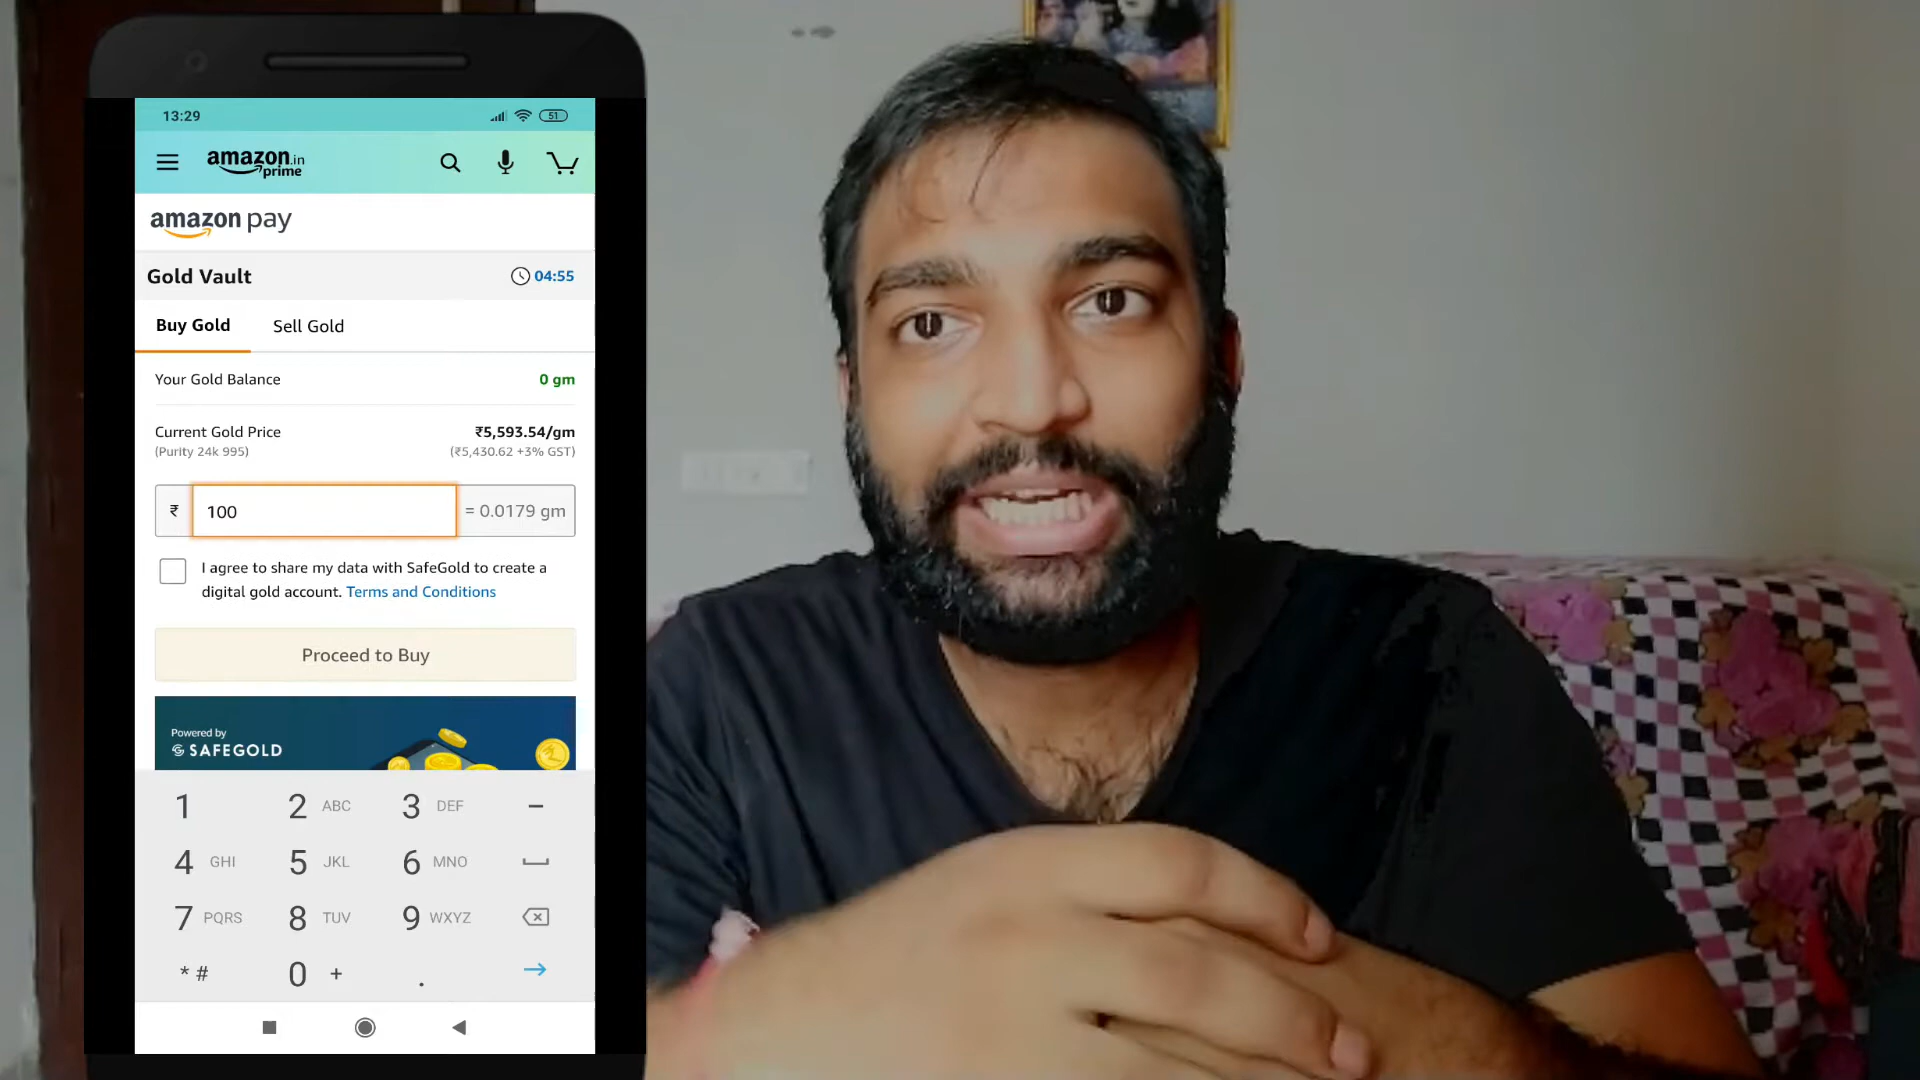 13:29
51
amazon.in
prime
amazon pay
Gold Vault
04:55
Buy Gold
Sell Gold
Your Gold Balance
0 gm
Current Gold Price
₹5,593.54/gm
(Purity 24k 995)
(₹5,430.62 +3% GST)
₹
100
= 0.0179 gm
I agree to share my data with SafeGold to create a
digital gold account. Terms and Conditions
Proceed to Buy
Powered by
SAFEGOLD
1 2 ABC 3 DEF –
4 GHI 5 JKL 6 MNO
7 PQRS 8 TUV 9 WXYZ
* # 0 + .